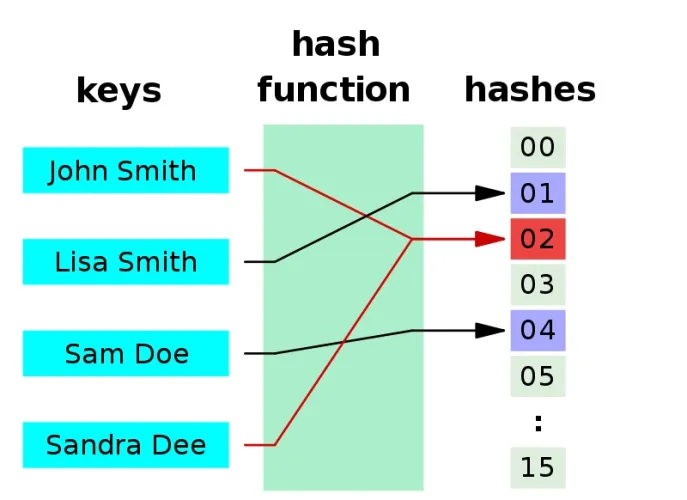 hash
keys function hashes
John Smith
Lisa Smith
Sam Doe
Sandra Dee
00
01
02
03
04
05
:
15